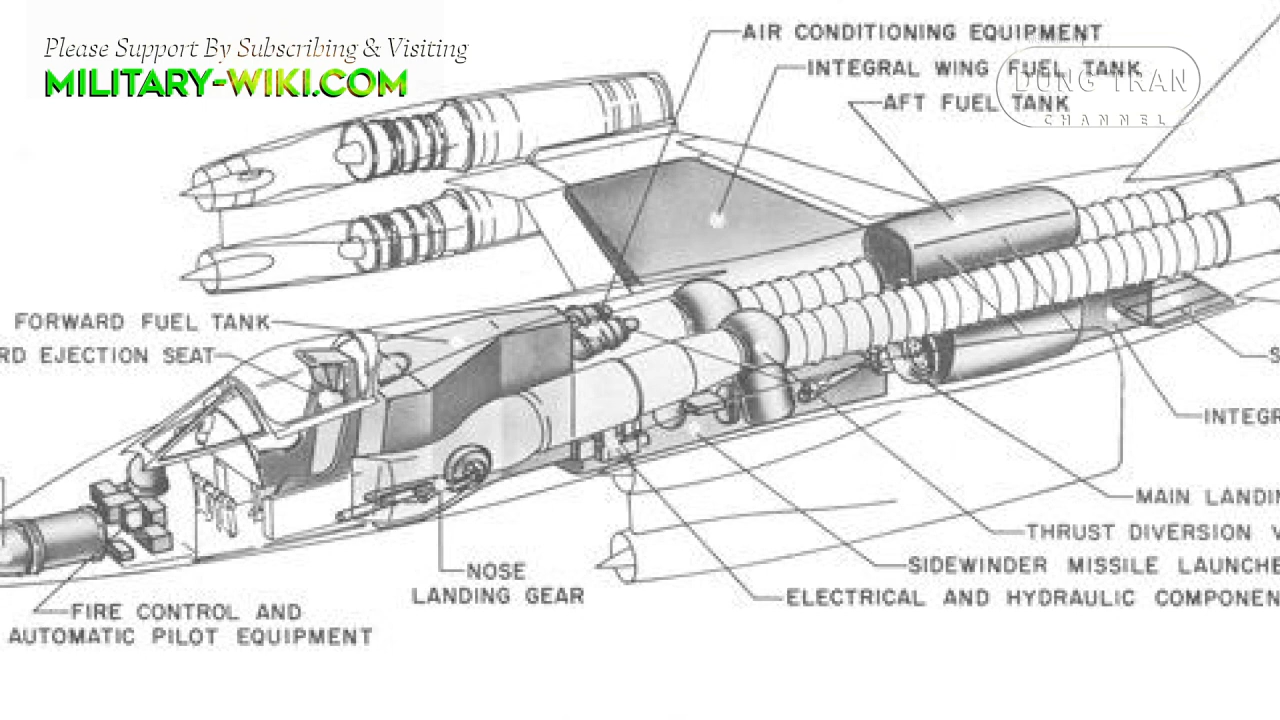 Please Support By Subscribing & Visiting
MILITARY-WIKI.COM
AIR CONDITIONING EQUIPMENT
INTEGRAL WING FUEL TANK
DUNG TRAN
CHANNEL
AFT FUEL TANK
FORWARD FUEL TANK
RD EJECTION SEAT
S
INTEGR
MAIN LANDIN
THRUST DIVERSION V
SIDEWINDER MISSILE LAUNCHE
ELECTRICAL AND HYDRAULIC COMPONEN
NOSE
LANDING GEAR
FIRE CONTROL AND
AUTOMATIC PILOT EQUIPMENT